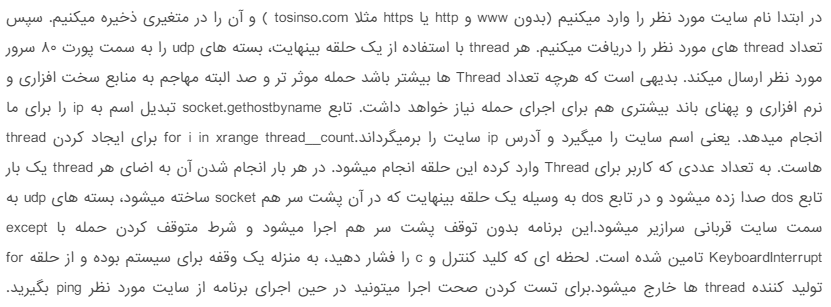 در ابتدا نام سایت مورد نظر را وارد میکنیم (بدون www و http یا https مثلا tosinso.com ) و آن را در متغیری ذخیره میکنیم. سپس
تعداد thread های مورد نظر را دریافت میکنیم. هر thread با استفاده از یک حلقه بینهایت، بسته های udp را به سمت پورت ۸۰ سرور
مورد نظر ارسال میکند. بدیهی است که هرچه تعداد Thread ها بیشتر باشد حمله موثر تر و صد البته مهاجم به منابع سخت افزاری و
نرم افزاری و پهنای باند بیشتری هم برای اجرای حمله نیاز خواهد داشت. تابع socket.gethostbyname تبدیل اسم به ip را برای ما
انجام میدهد. یعنی اسم سایت را میگیرد و آدرس ip سایت را برمیگرداند.for i in xrange thread__count برای ایجاد کردن thread
هاست. به تعداد عددی که کاربر برای Thread وارد کرده این حلقه انجام میشود. در هر بار انجام شدن آن به اضای هر thread یک بار
تابع dos صدا زده میشود و در تابع dos به وسیله یک حلقه بینهایت که در آن پشت سر هم socket ساخته میشود، بسته های udp به
سمت سایت قربانی سرازیر میشود.این برنامه بدون توقف پشت سر هم اجرا میشود و شرط متوقف کردن حمله با except
KeyboardInterrupt تامین شده است. لحظه ای که کلید کنترل و c را فشار دهید، به منزله یک وقفه برای سیستم بوده و از حلقه for
تولید کننده thread ها خارج میشود.برای تست کردن صحت اجرا میتونید در حین اجرای برنامه از سایت مورد نظر ping بگیرید.